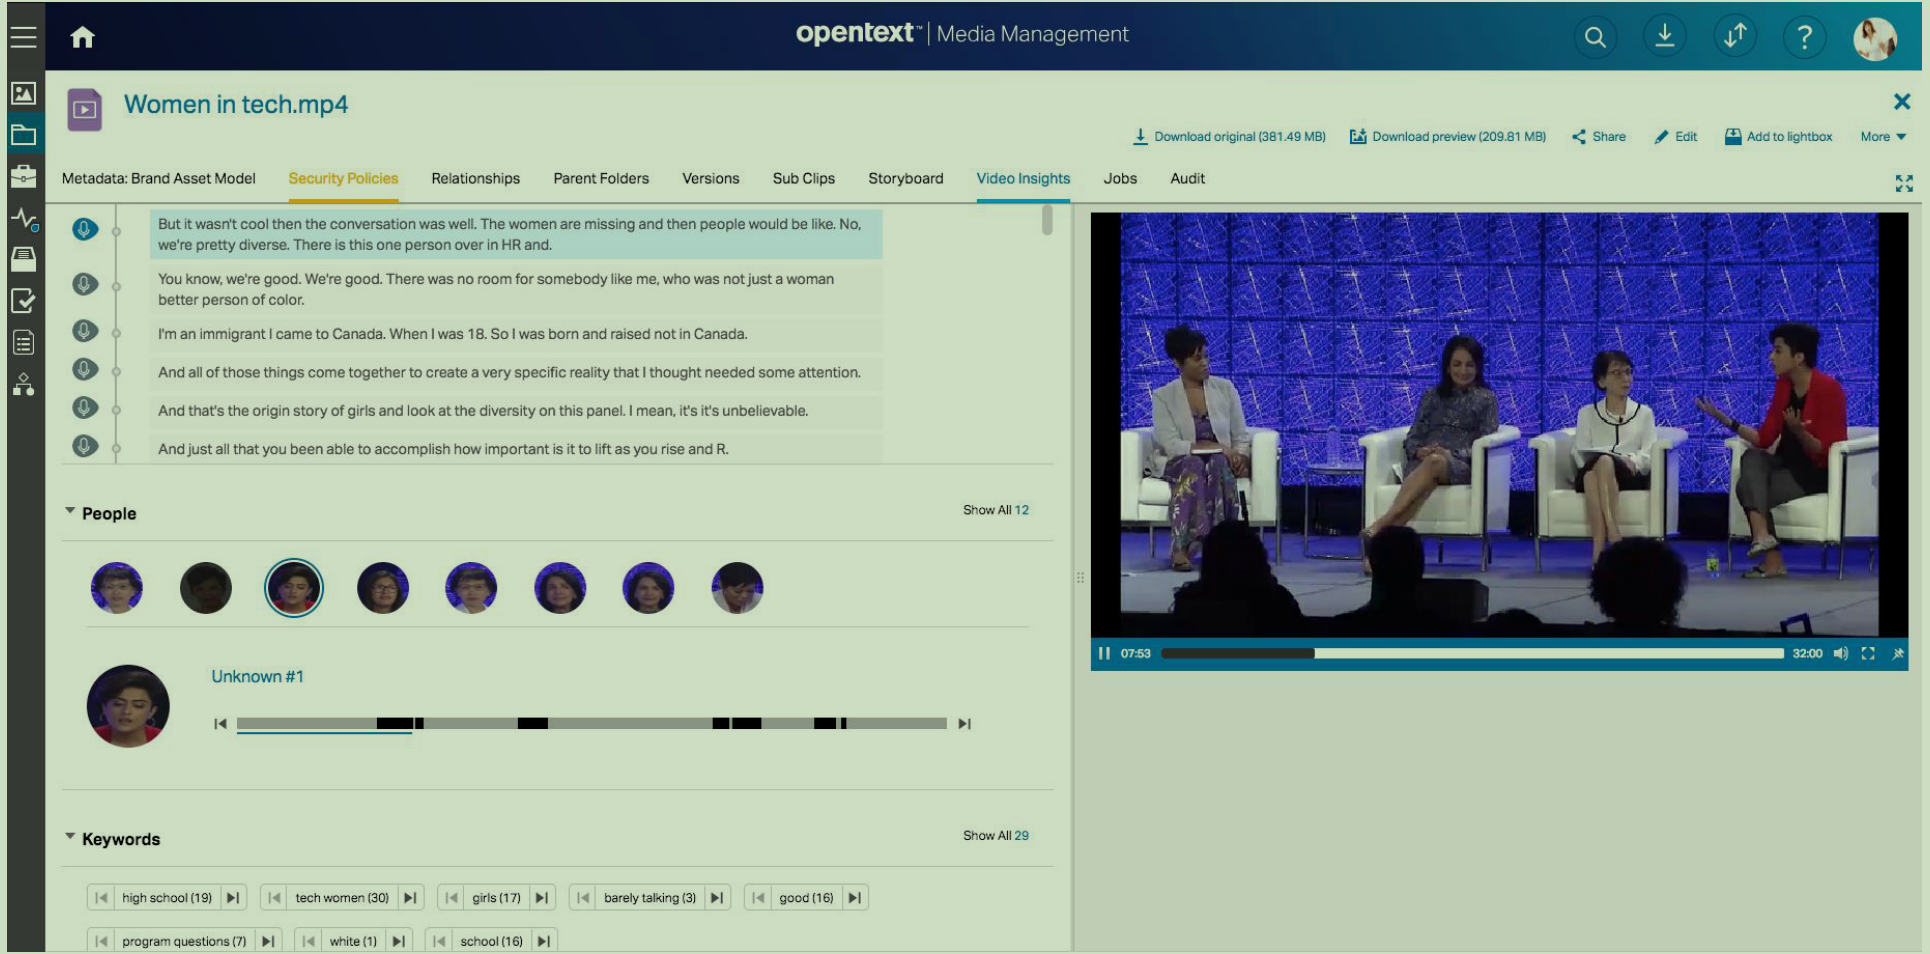 opentext™ | Media Management
?
Women in tech.mp4
Download original (381.49 MB) Download preview (209.81 MB) Share Edit Add to lightbox More
Metadata: Brand Asset Model Security Policies Relationships Parent Folders Versions Sub Clips Storyboard Video Insights Jobs Audit
But it wasn't cool then the conversation was well. The women are missing and then people would be like. No,
we're pretty diverse. There is this one person over in HR and.
You know, we're good. We're good. There was no room for somebody like me, who was not just a woman
better person of color.
I'm an immigrant I came to Canada. When I was 18. So I was born and raised not in Canada.
And all of those things come together to create a very specific reality that I thought needed some attention.
And that's the origin story of girls and look at the diversity on this panel. I mean, it's it's unbelievable.
And just all that you been able to accomplish how important is it to lift as you rise and R.
People Show All 12
Unknown #1
07:53 32:00
Keywords Show All 29
high school (19) tech women (30) girls (17) barely talking (3) good (16)
program questions (7) white (1) school (16)